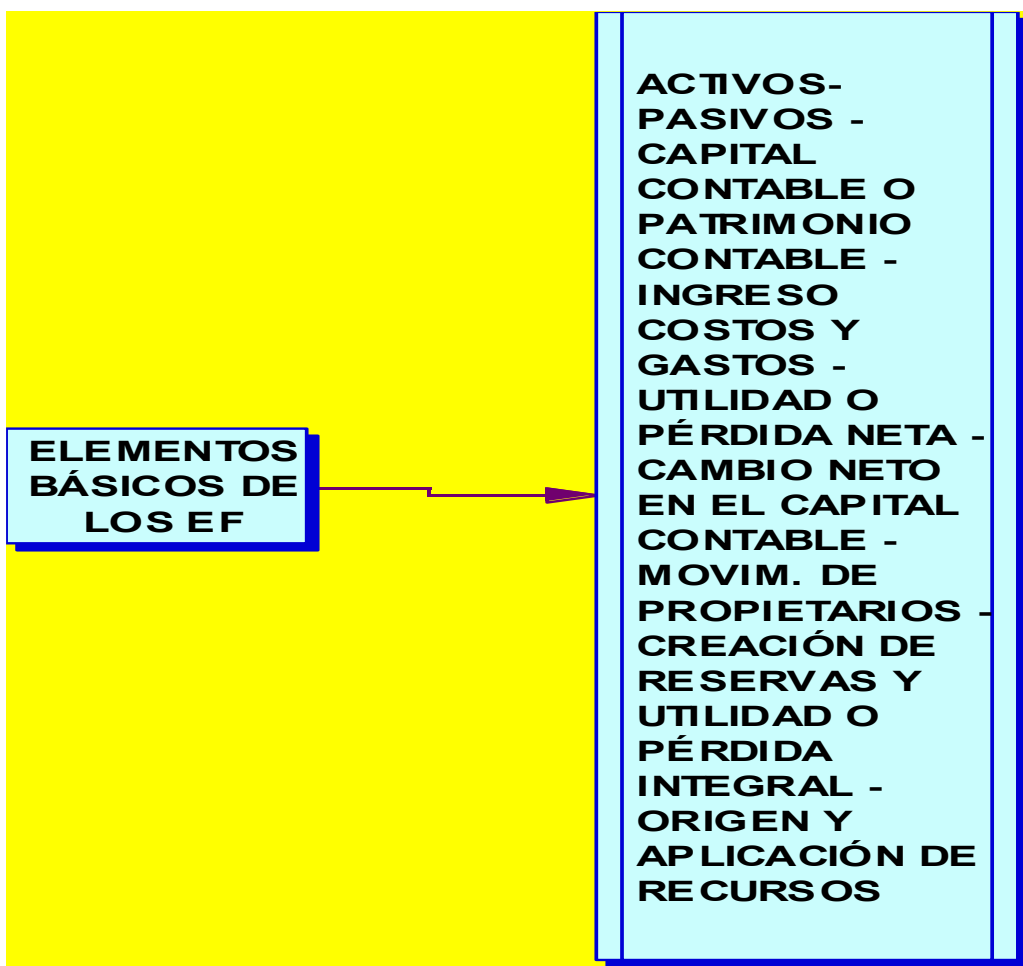 ELEMENTOS
BÁSICOS DE
LOS EF
ACTIVOS-
PASIVOS -
CAPITAL
CONTABLE O
PATRIMONIO
CONTABLE -
INGRESO
COSTOS Y
GASTOS -
UTILIDAD O
PÉRDIDA NETA -
CAMBIO NETO
EN EL CAPITAL
CONTABLE -
MOVIM. DE
PROPIETARIOS -
CREACIÓN DE
RESERVAS Y
UTILIDAD O
PÉRDIDA
INTEGRAL -
ORIGEN Y
APLICACIÓN DE
RECURSOS